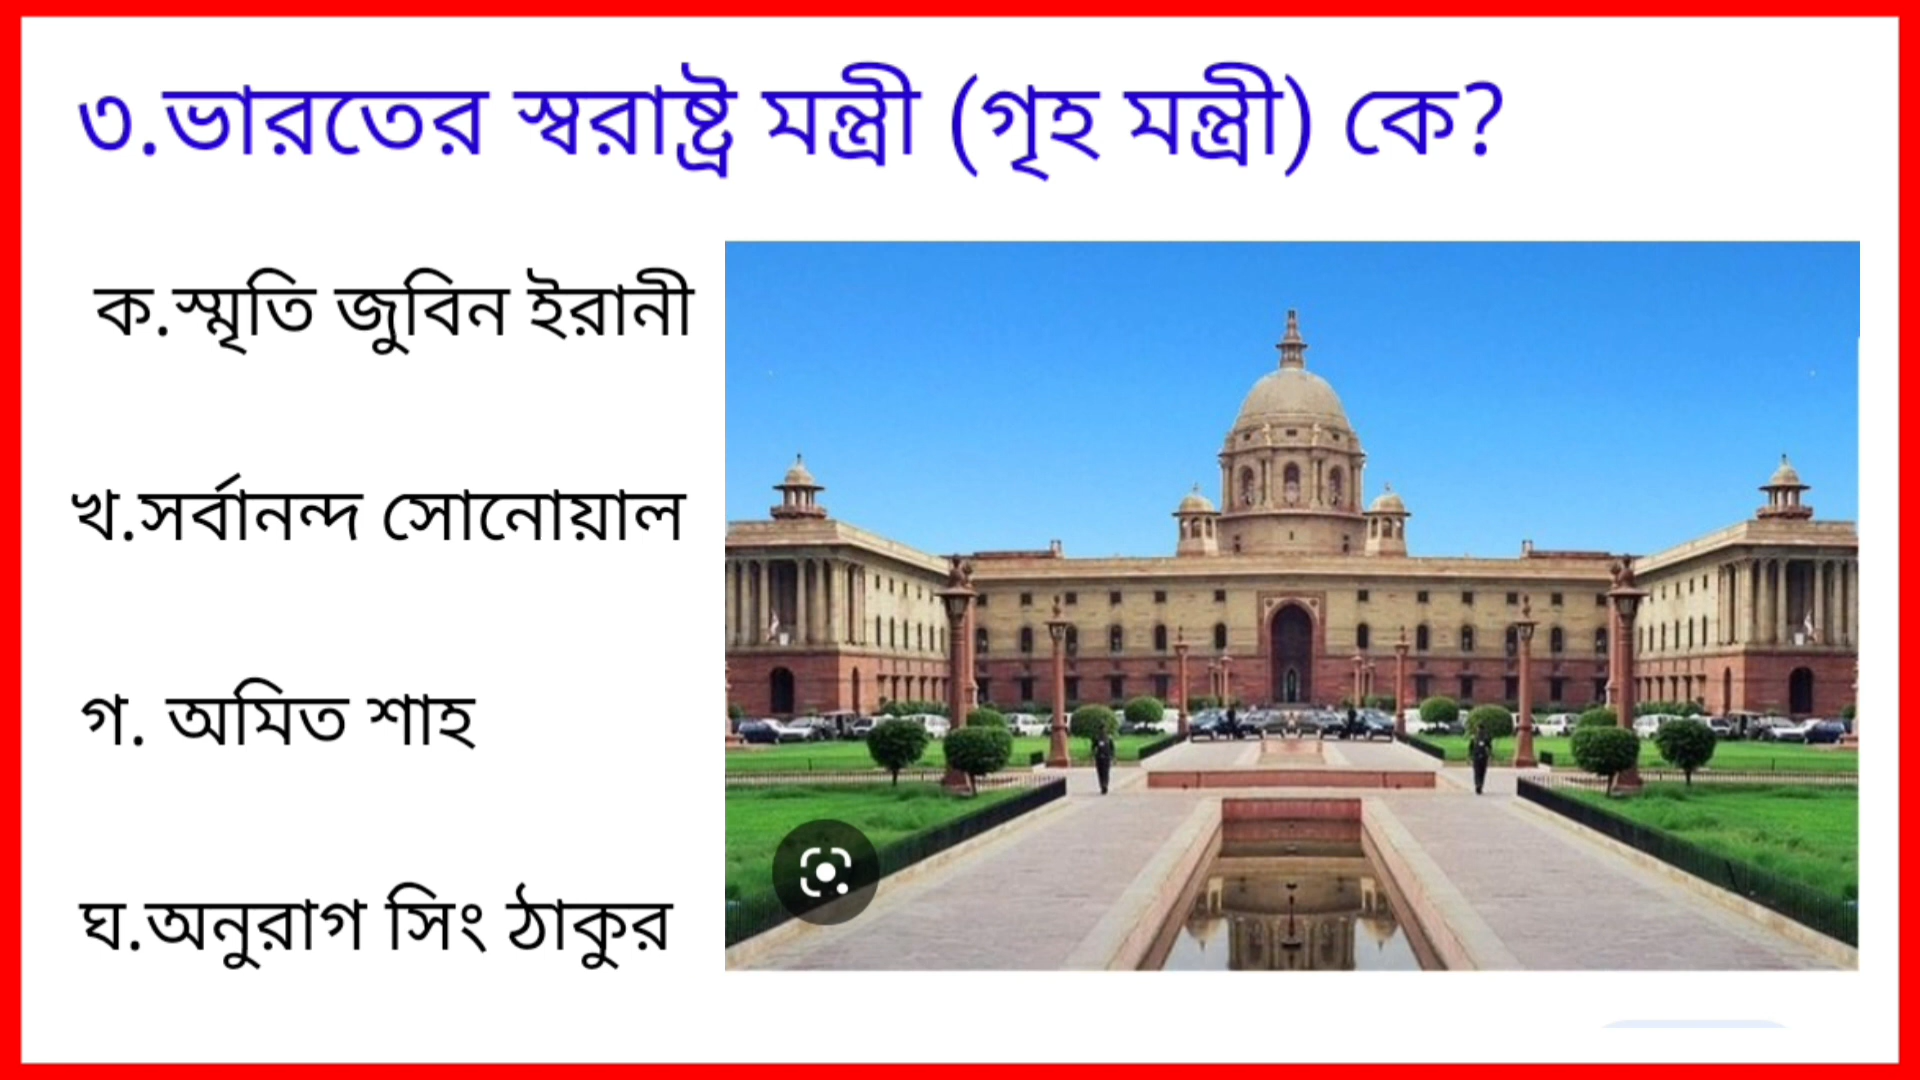 ৩.ভারতের স্বরাষ্ট্র মন্ত্রী (গৃহ মন্ত্রী) কে?
ক.স্মৃতি জুবিন ইরানী
খ.সর্বানন্দ সোনোয়াল
গ. অমিত শাহ
ঘ.অনুরাগ সিং ঠাকুর